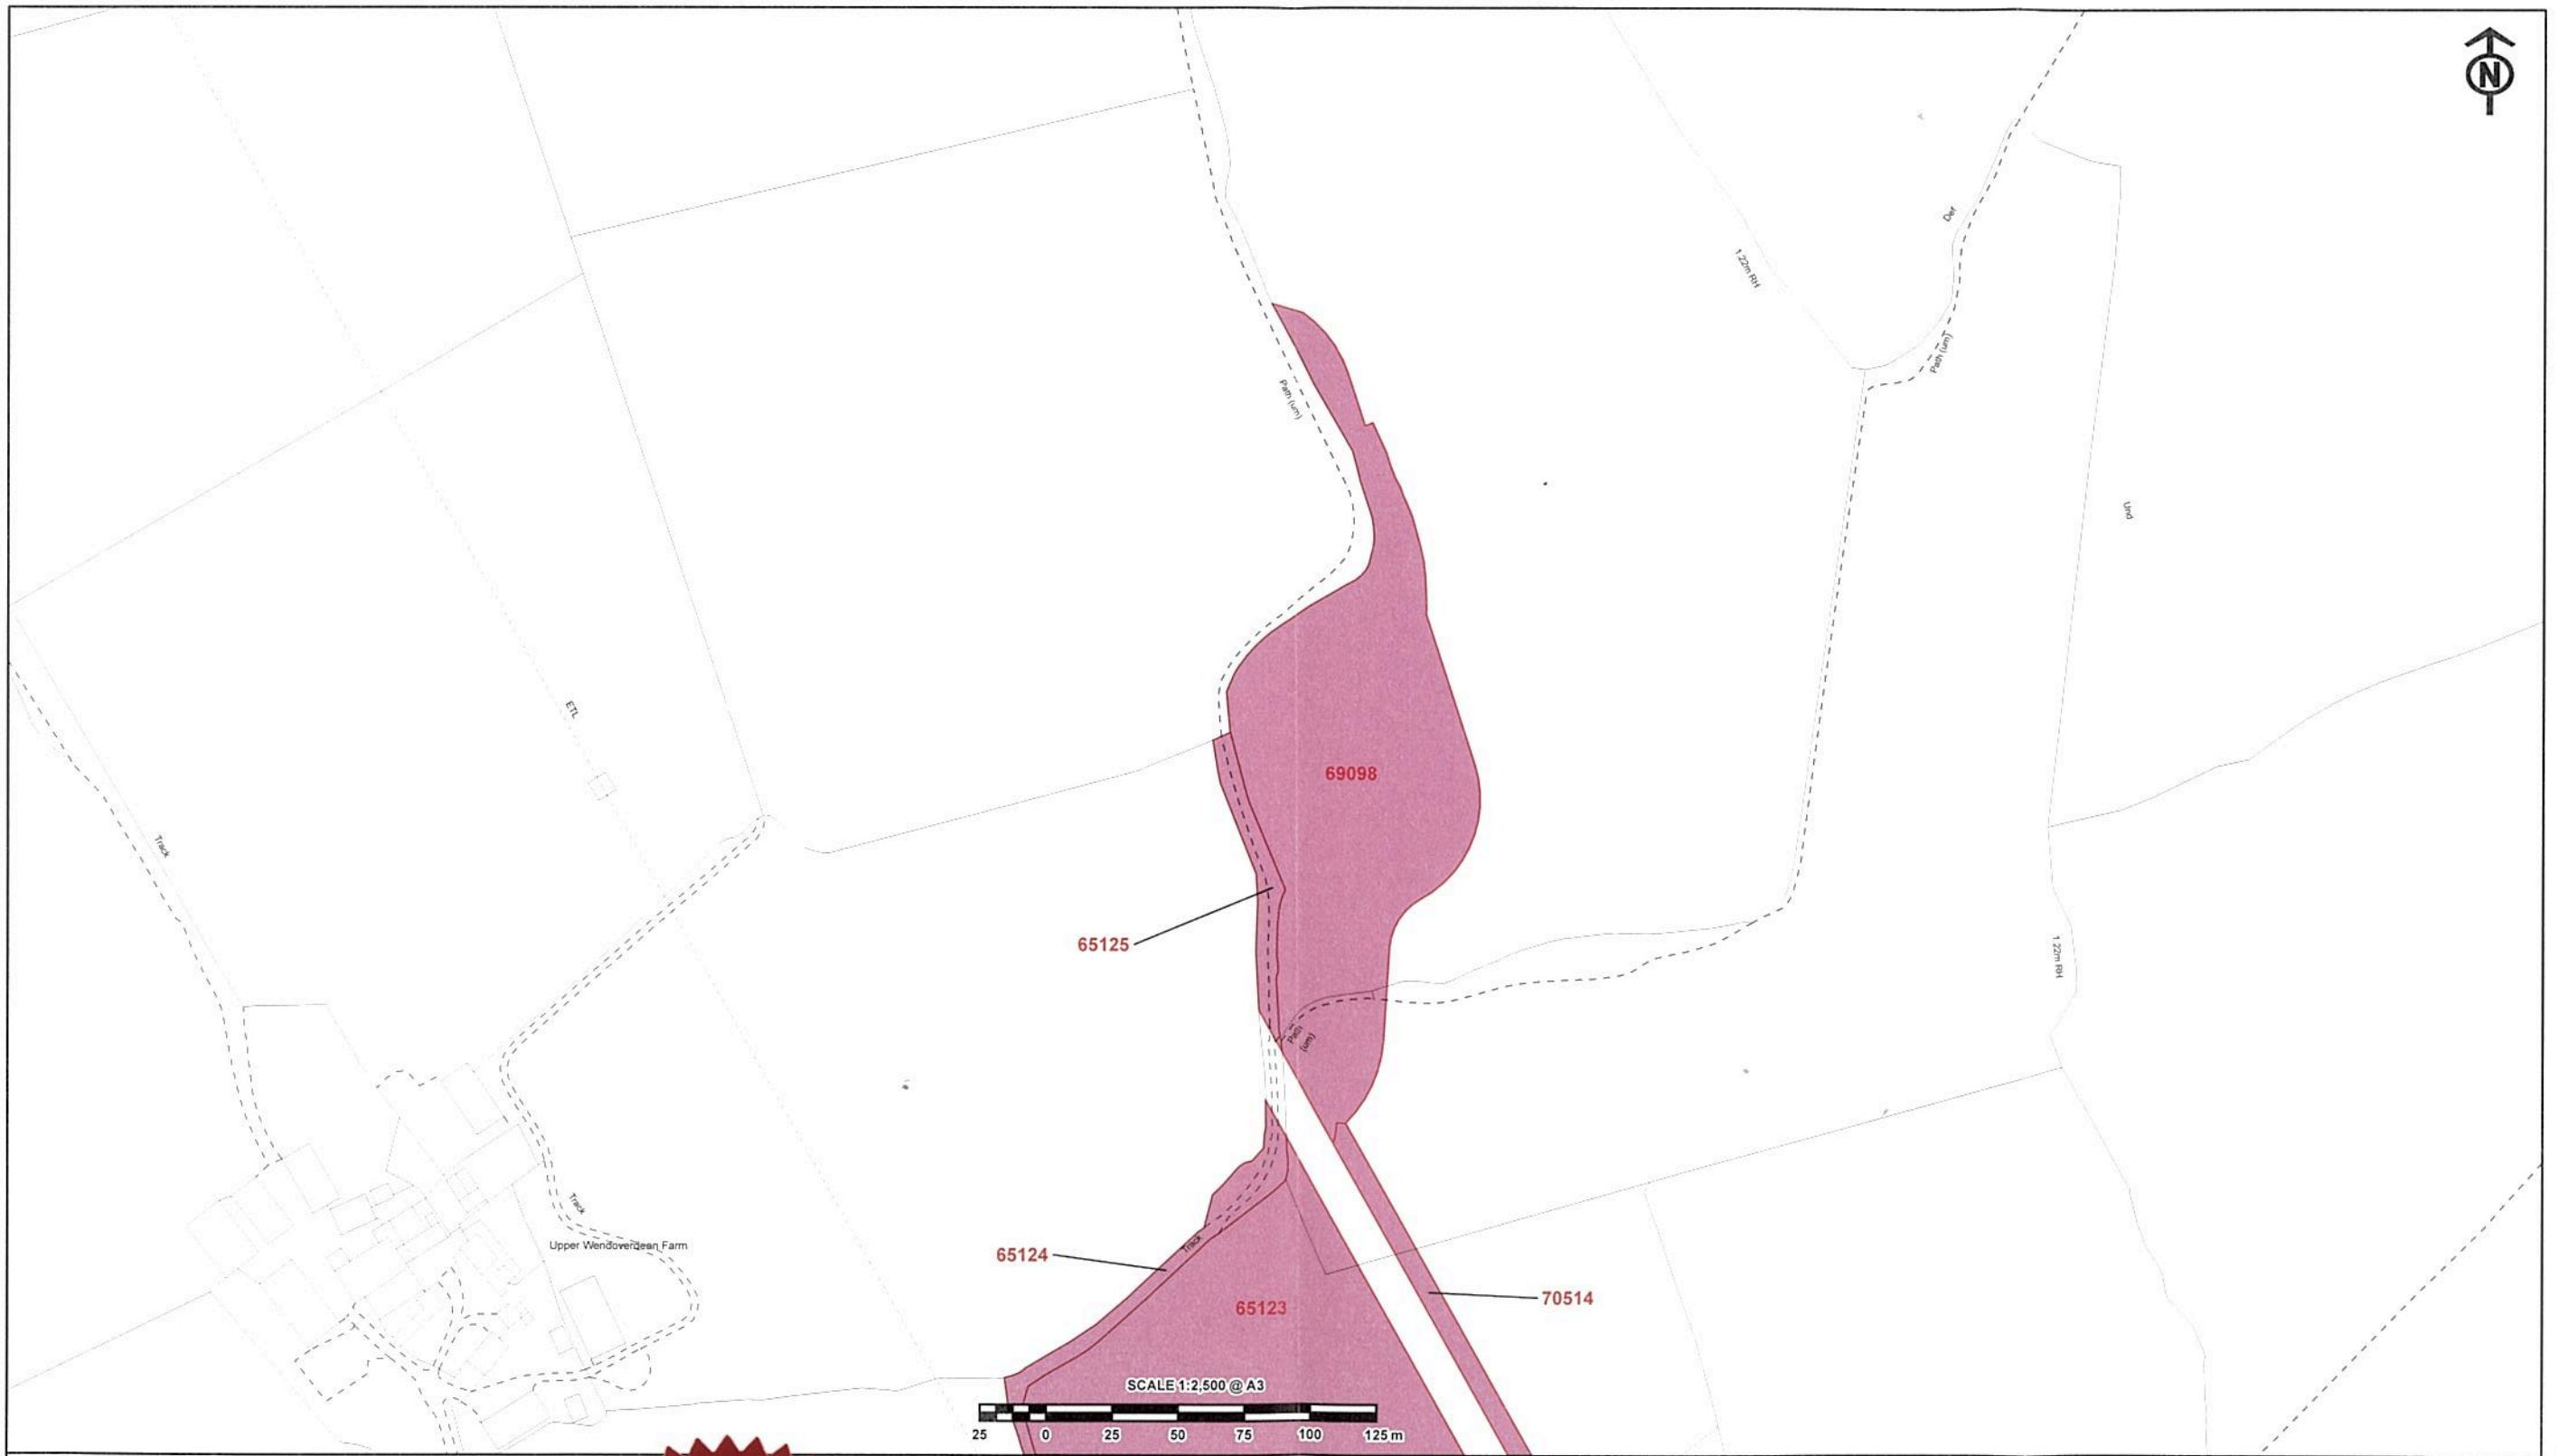 N
Def
1.22m RH
Path (um)
Path (um)
Und
ETL
69098
Track
65125
1.22m RH
Path
(um)
Track
Upper Wendoverdean Farm
Track
65124
65123
70514
SCALE 1:2,500 @ A3
25 0 25 50 75 100 125 m